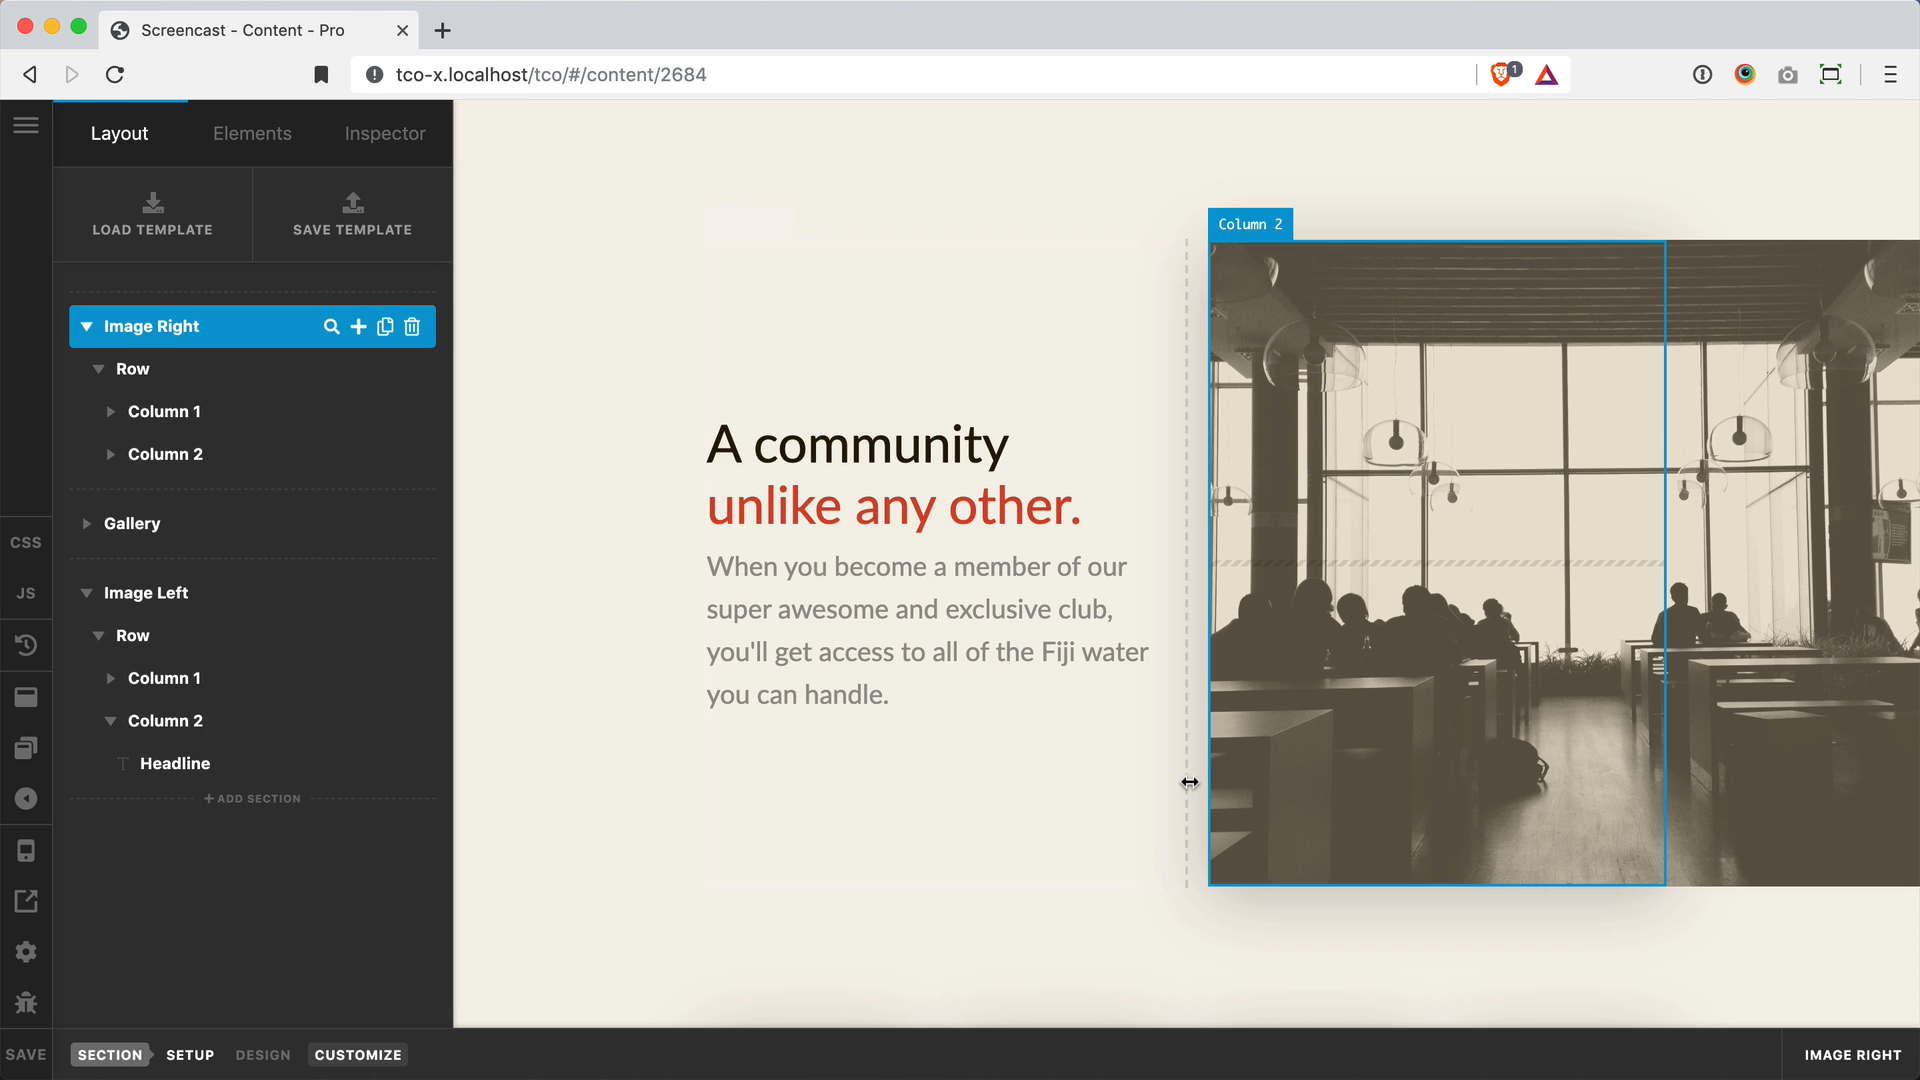 Screencast - Content - Pro
tco-x.localhost/tco/#/content/2684
1
Layout
Elements
Inspector
LOAD TEMPLATE
SAVE TEMPLATE
Image Right
Row
Column 1
Column 2
Gallery
Image Left
Row
Column 1
Column 2
Headline
ADD SECTION
CSS
JS
Column 2
A community
unlike any other.
When you become a member of our
super awesome and exclusive club,
you'll get access to all of the Fiji water
you can handle.
SAVE
SECTION
SETUP
DESIGN
CUSTOMIZE
IMAGE RIGHT